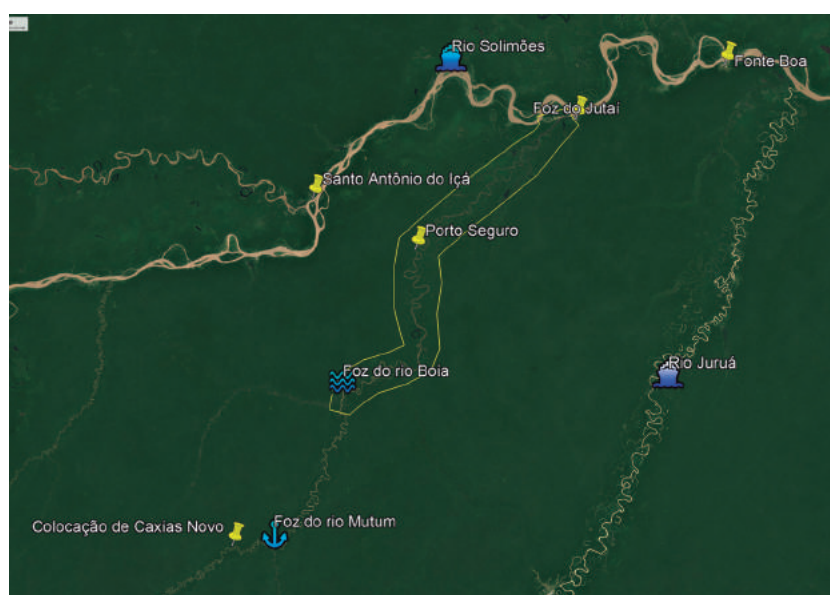 Rio Solimões
Fonte Boa
Foz do Jutaí
Santo Antônio do Içá
Porto Seguro
Rio Juruá
Foz do rio Bóia
Foz do rio Mutum
Colocação de Caxias Novo